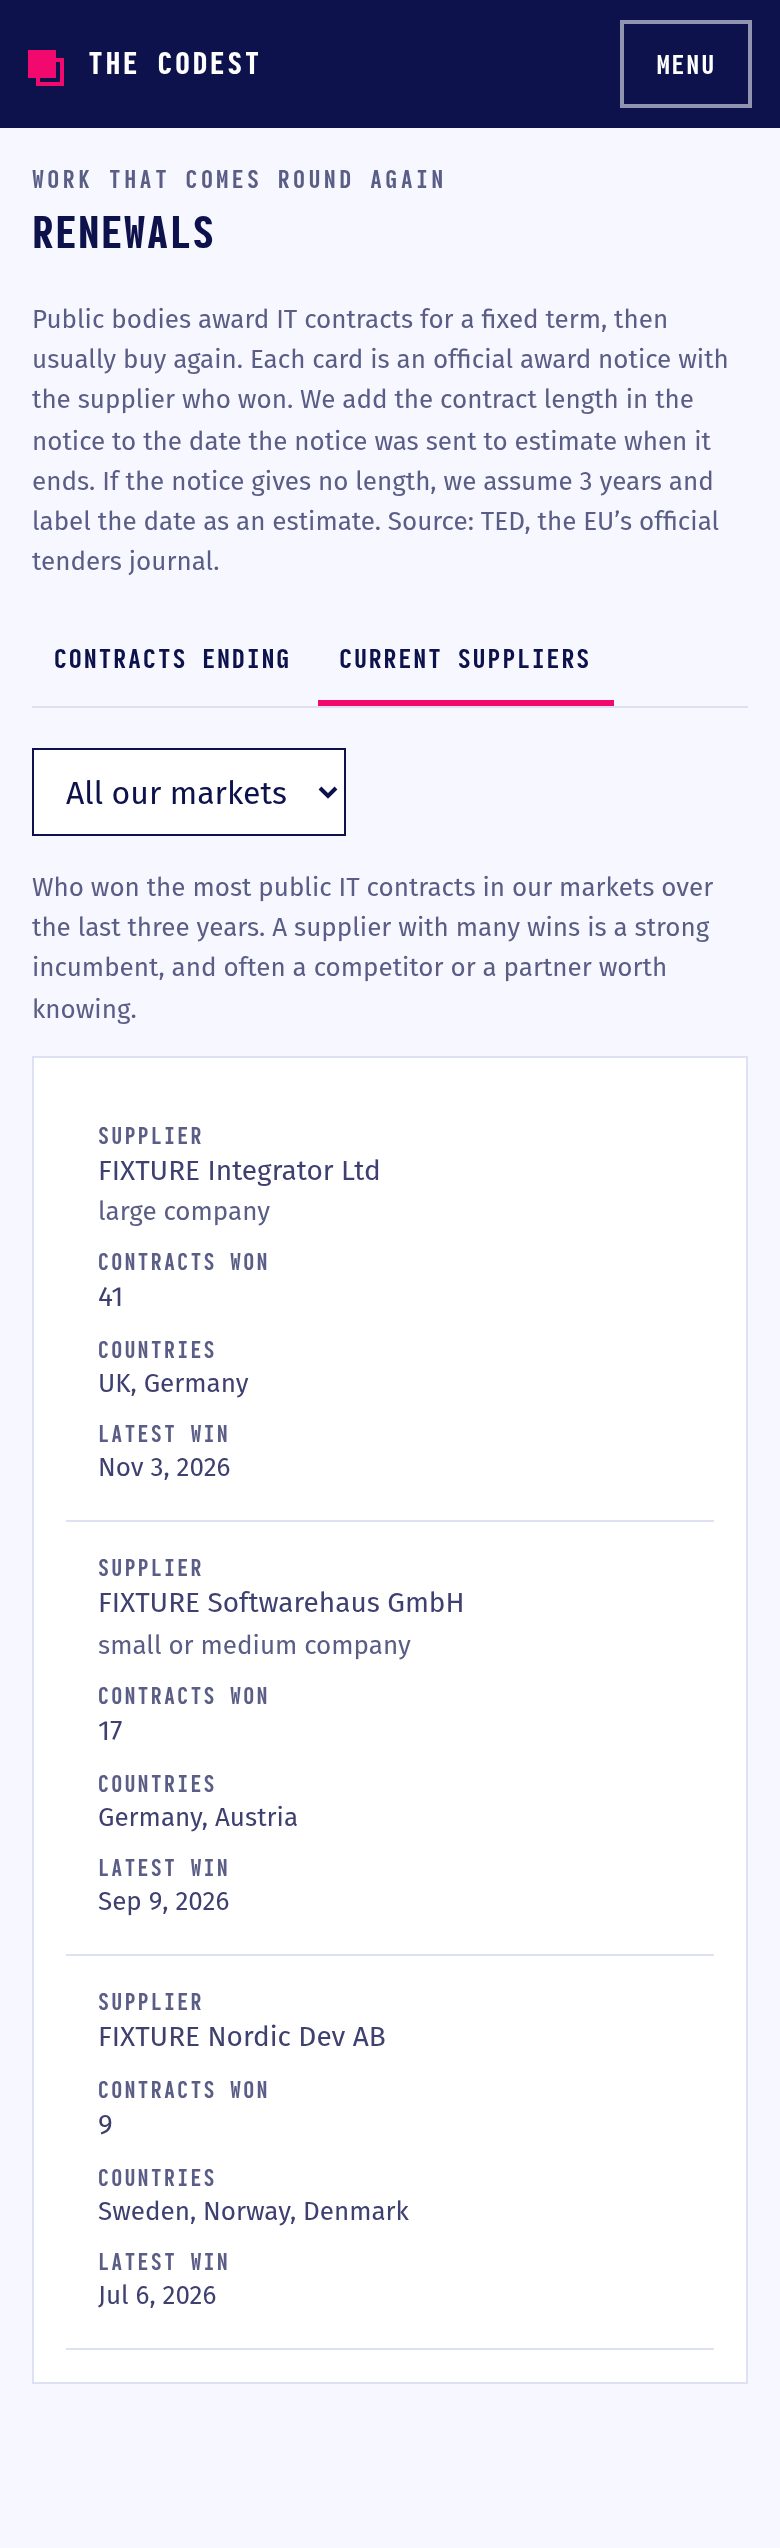 THE CODEST
MENU
WORK THAT COMES ROUND AGAIN
RENEWALS
Public bodies award IT contracts for a fixed term, then
usually buy again. Each card is an official award notice with
the supplier who won. We add the contract length in the
notice to the date the notice was sent to estimate when it
ends. If the notice gives no length, we assume 3 years and
label the date as an estimate. Source: TED, the EU’s official
tenders journal.
CONTRACTS ENDING
CURRENT SUPPLIERS
All our markets
Who won the most public IT contracts in our markets over
the last three years. A supplier with many wins is a strong
incumbent, and often a competitor or a partner worth
knowing.
SUPPLIER
FIXTURE Integrator Ltd
large company
CONTRACTS WON
41
COUNTRIES
UK, Germany
LATEST WIN
Nov 3, 2026
SUPPLIER
FIXTURE Softwarehaus GmbH
small or medium company
CONTRACTS WON
17
COUNTRIES
Germany, Austria
LATEST WIN
Sep 9, 2026
SUPPLIER
FIXTURE Nordic Dev AB
CONTRACTS WON
9
COUNTRIES
Sweden, Norway, Denmark
LATEST WIN
Jul 6, 2026